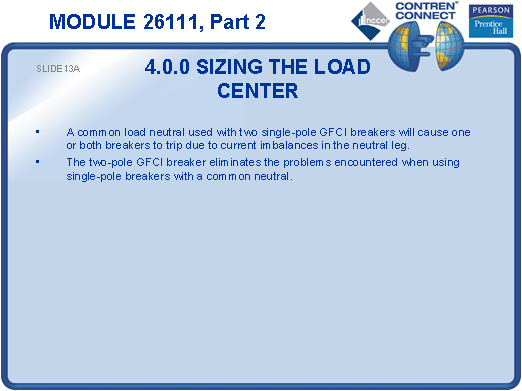 MODULE 26111, Part 2
nccer
CONTREN®
CONNECT
PEARSON
Prentice
Hall
SLIDE 13A
4.0.0 SIZING THE LOAD
CENTER
• A common load neutral used with two single-pole GFCI breakers will cause one
or both breakers to trip due to current imbalances in the neutral leg.
• The two-pole GFCI breaker eliminates the problems encountered when using
single-pole breakers with a common neutral.